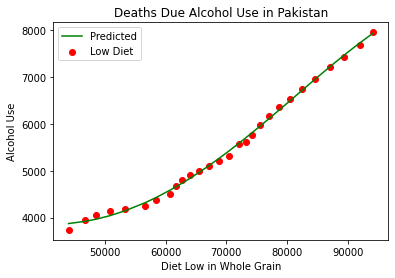 Deaths Due Alcohol Use in Pakistan
Predicted
Low Diet
8000
7000
6000
5000
4000
Alcohol Use
50000 60000 70000 80000 90000
Diet Low in Whole Grain